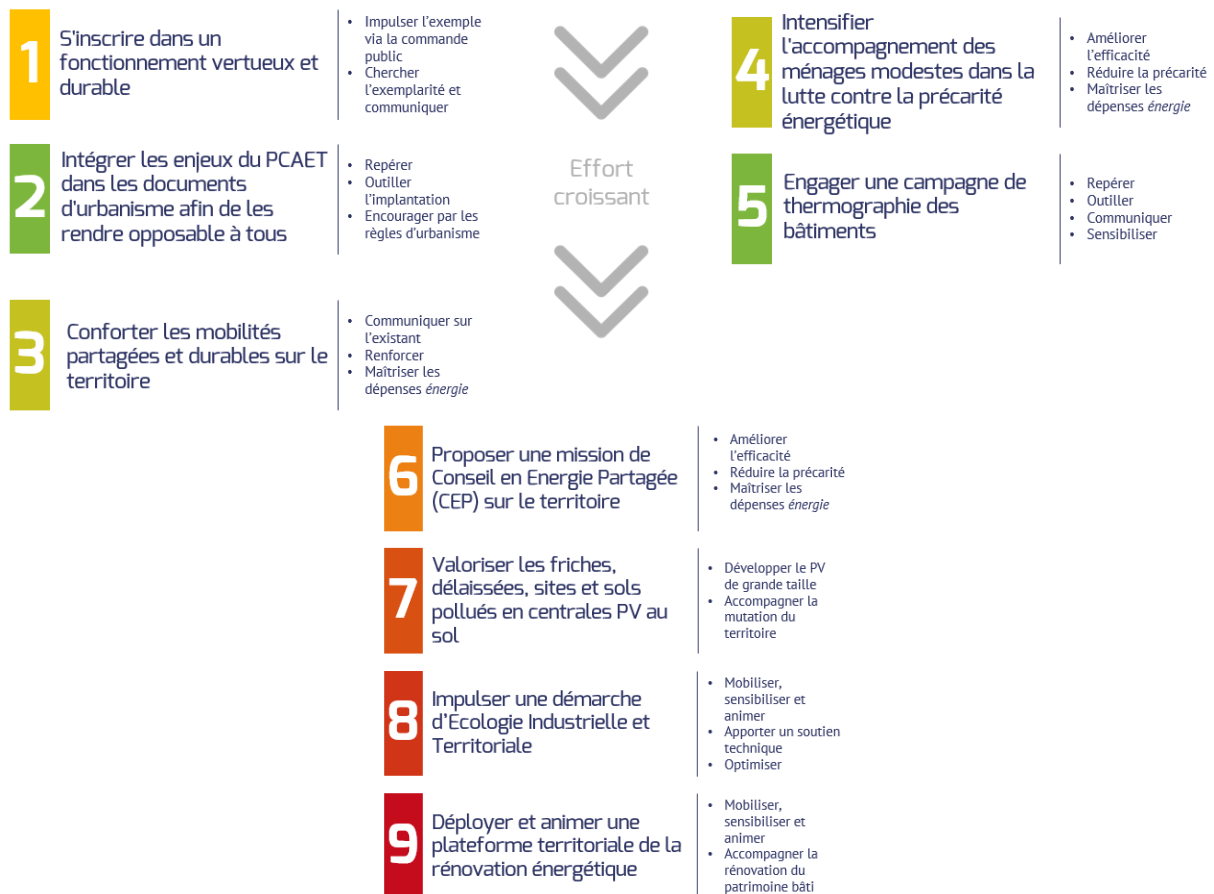 1
S'inscrire dans un
fonctionnement vertueux et
durable
• Impulser l'exemple
via la commande
public
• Chercher
l'exemplarité et
communiquer
2
Intégrer les enjeux du PCAET
dans les documents
d'urbanisme afin de les
rendre opposable à tous
• Repérer
• Outiller
l'implantation
• Encourager par les
règles d'urbanisme
3
Conforter les mobilités
partagées et durables sur le
territoire
• Communiquer sur
l'existant
• Renforcer
• Maîtriser les
dépenses énergie
Effort
croissant
4
Intensifier
l'accompagnement des
ménages modestes dans la
lutte contre la précarité
énergétique
• Améliorer
l'efficacité
• Réduire la précarité
• Maîtriser les
dépenses énergie
5
Engager une campagne de
thermographie des
bâtiments
• Repérer
• Outiller
• Communiquer
• Sensibiliser
6
Proposer une mission de
Conseil en Energie Partagée
(CEP) sur le territoire
• Améliorer
l'efficacité
• Réduire la précarité
• Maîtriser les
dépenses énergie
7
Valoriser les friches,
délaissées, sites et sols
pollués en centrales PV au
sol
• Développer le PV
de grande taille
• Accompagner la
mutation du
territoire
8
Impulser une démarche
d'Ecologie Industrielle et
Territoriale
• Mobiliser,
sensibiliser et
animer
• Apporter un soutien
technique
• Optimiser
9
Déployer et animer une
plateforme territoriale de la
rénovation énergétique
• Mobiliser,
sensibiliser et
animer
• Accompagner la
rénovation du
patrimoine bâti